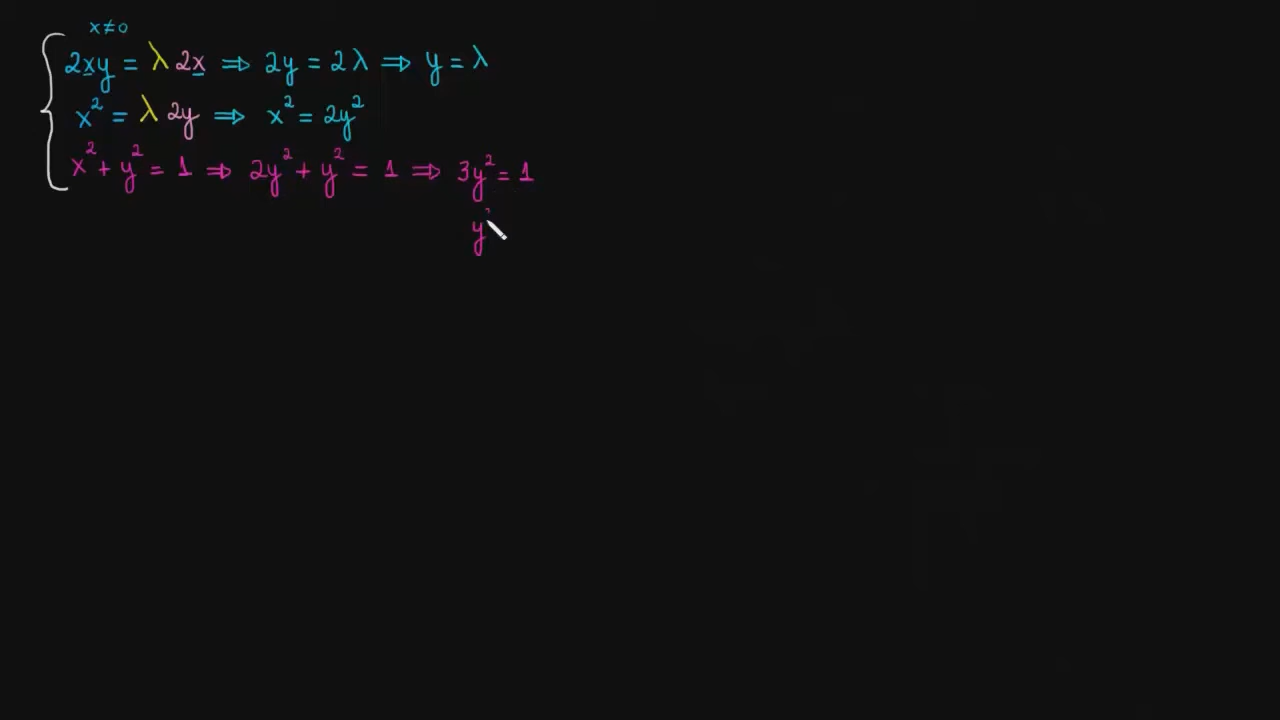 x≠0
2xy = λ 2x ⇒ 2y = 2λ ⇒ y = λ
x² = λ 2y ⇒ x² = 2y²
x² + y² = 1 ⇒ 2y² + y² = 1 ⇒ 3y² = 1
y